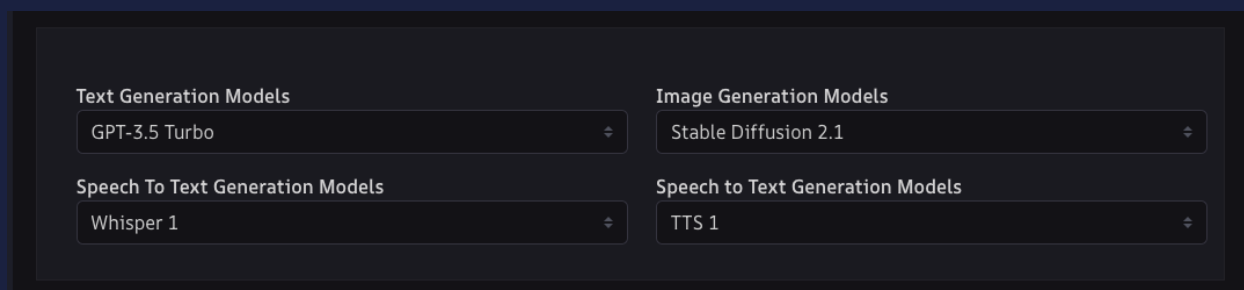 Text Generation Models
GPT-3.5 Turbo
Image Generation Models
Stable Diffusion 2.1
Speech To Text Generation Models
Whisper 1
Speech to Text Generation Models
TTS 1